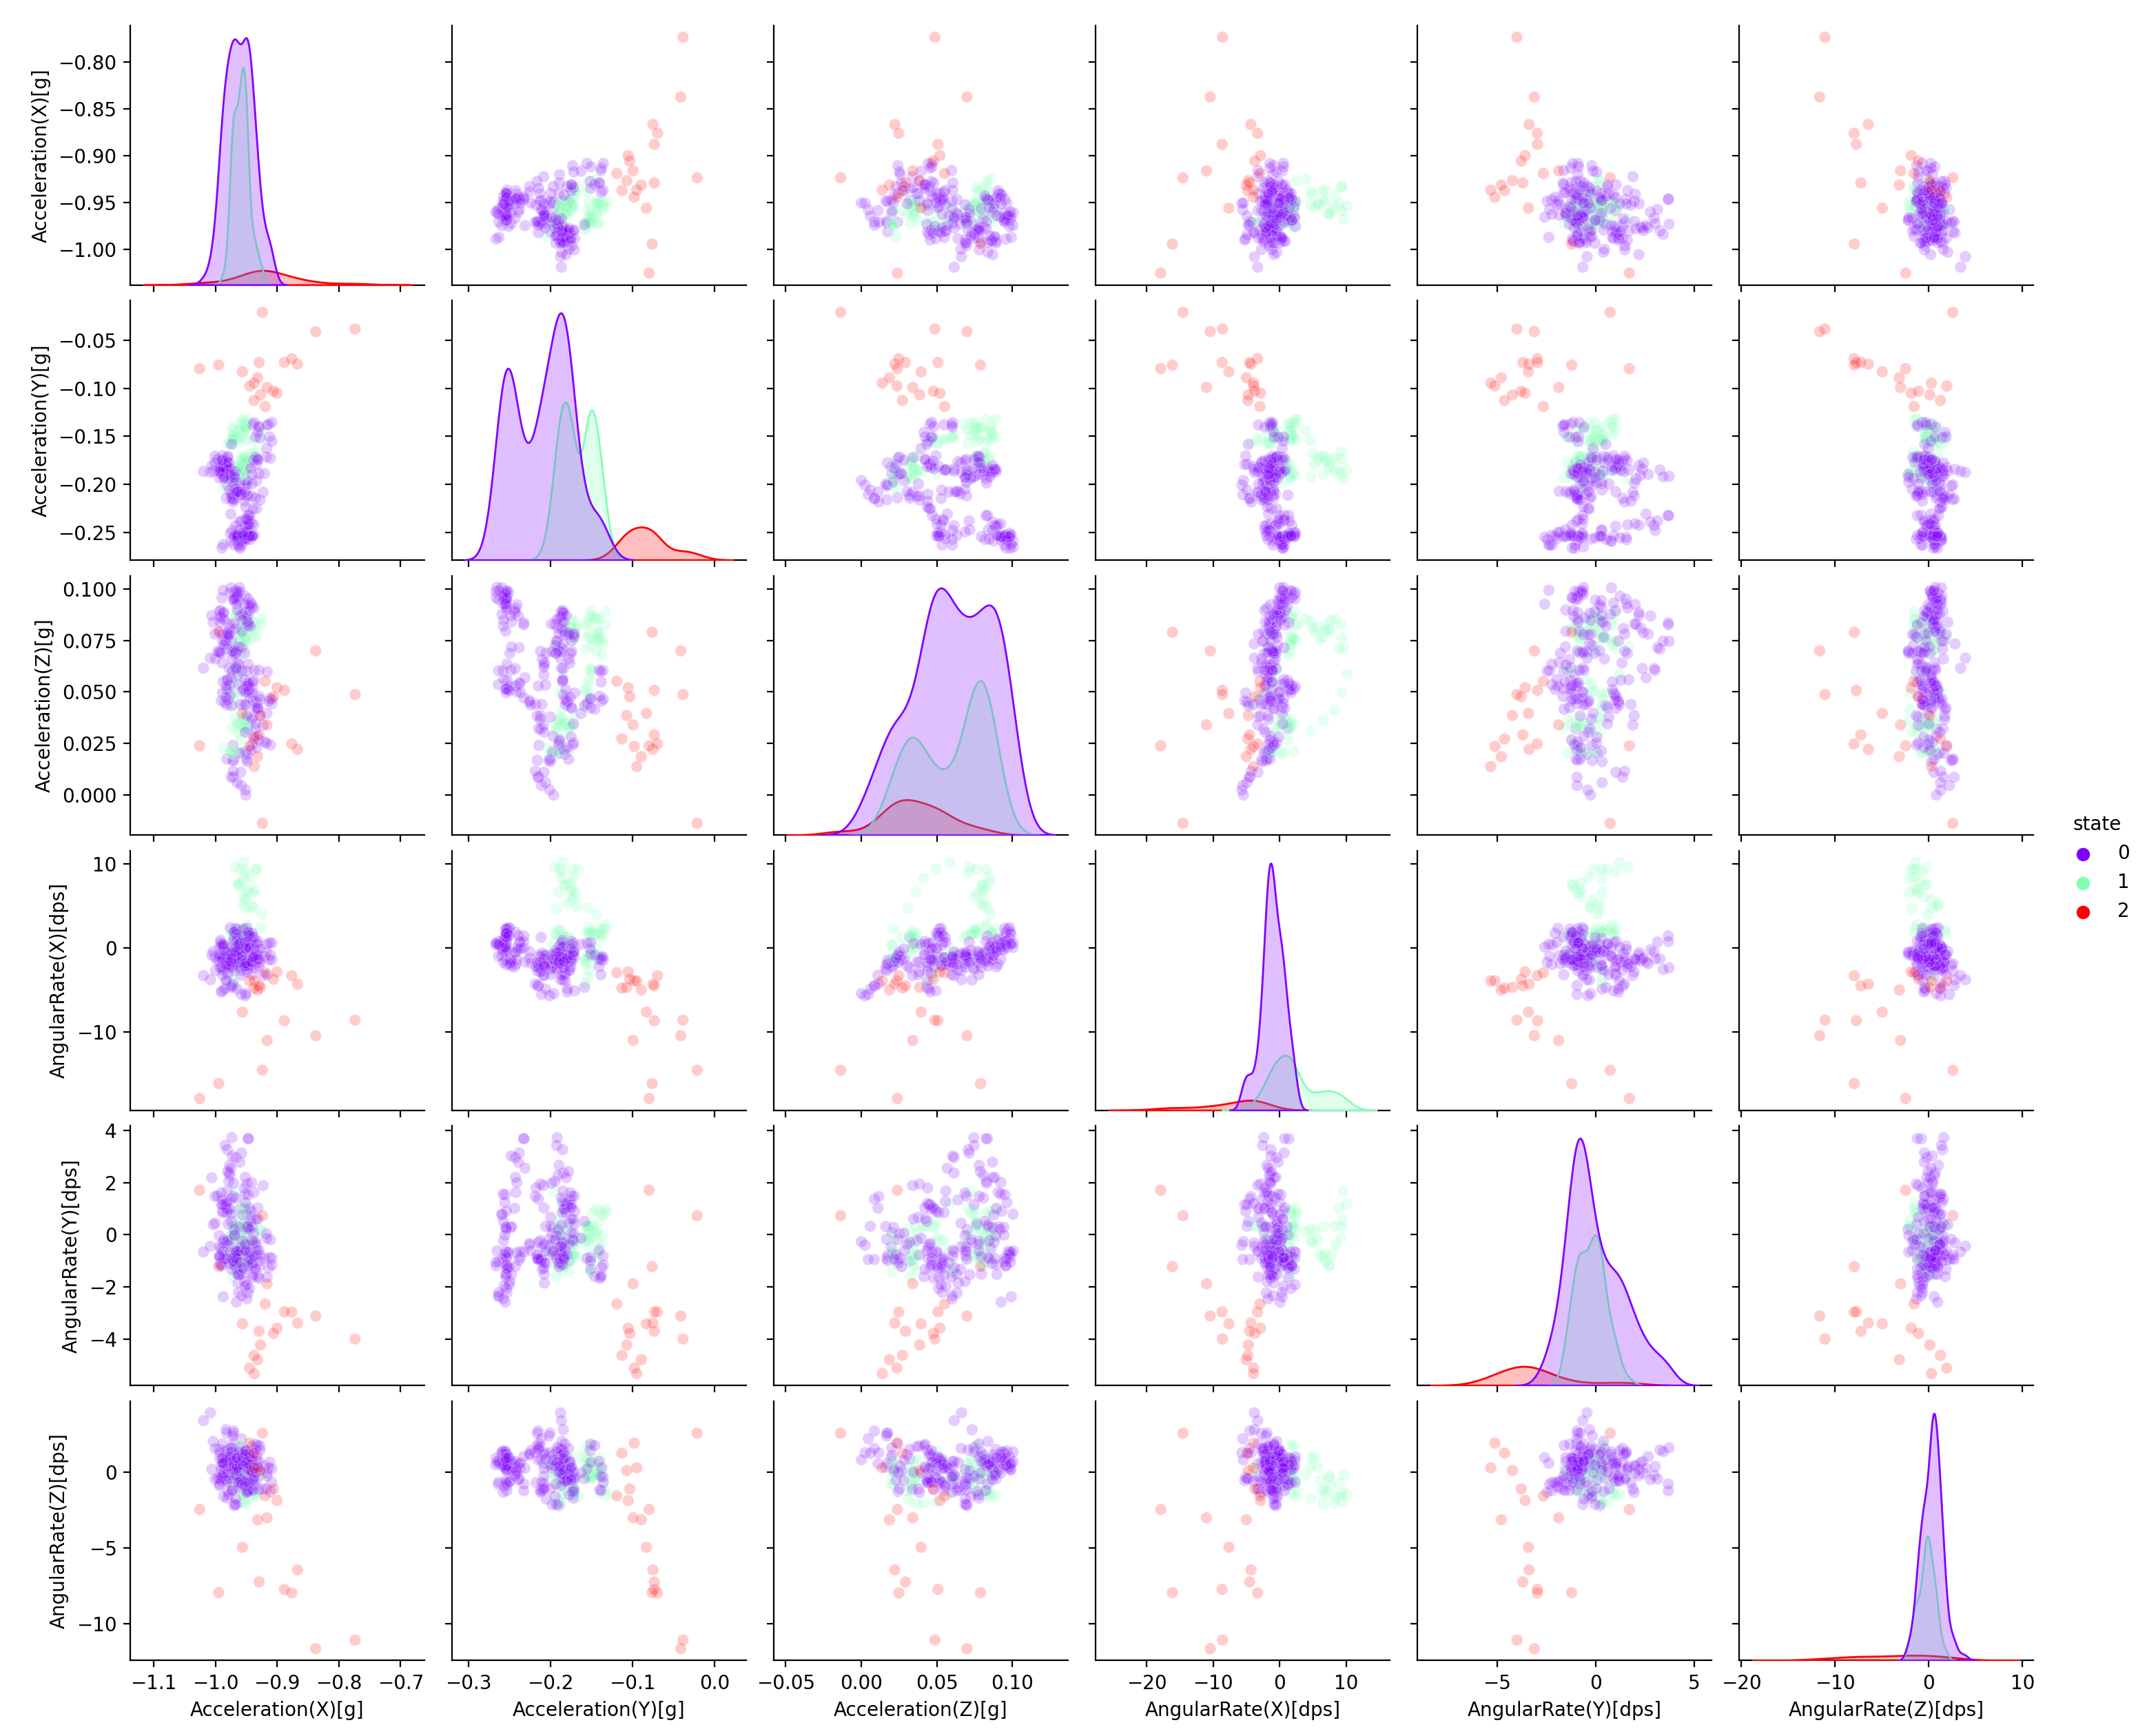 Acceleration(X)[g]
−0.80
−0.85
−0.90
−0.95
−1.00
Acceleration(Y)[g]
−0.05
−0.10
−0.15
−0.20
−0.25
Acceleration(Z)[g]
0.100
0.075
0.050
0.025
0.000
AngularRate(X)[dps]
10
0
−10
AngularRate(Y)[dps]
4
2
0
−2
−4
AngularRate(Z)[dps]
0
−5
−10
−1.1 −1.0 −0.9 −0.8 −0.7
Acceleration(X)[g]
−0.3 −0.2 −0.1 0.0
Acceleration(Y)[g]
−0.05 0.00 0.05 0.10
Acceleration(Z)[g]
−20 −10 0 10
AngularRate(X)[dps]
−5 0 5
AngularRate(Y)[dps]
−20 −10 0 10
AngularRate(Z)[dps]
state
0
1
2